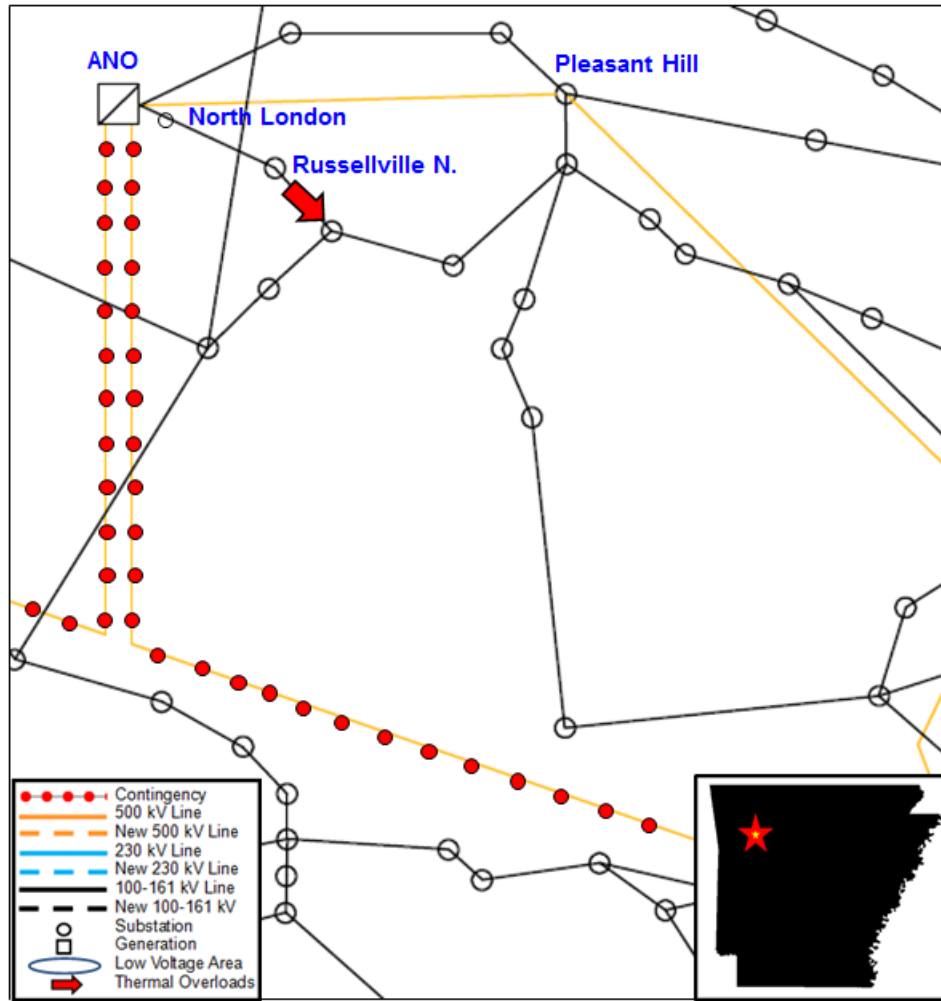 ANO
Pleasant Hill
North London
Russellville N.
Contingency
500 kV Line
New 500 kV Line
230 kV Line
New 230 kV Line
100-161 kV Line
New 100-161 kV
Substation
Generation
Low Voltage Area
Thermal Overloads